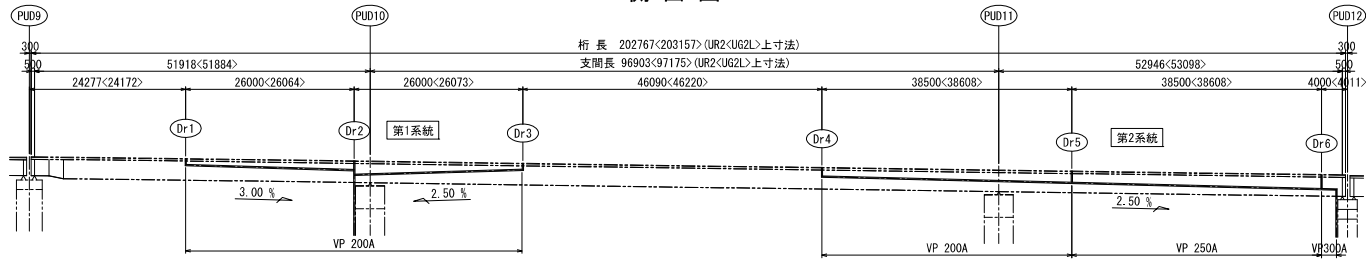 PUD9 PUD10 PUD11 PUD12
300 桁 長 202767<203157>(UR2<UG2L>上寸法) 300
500 51918<51884> 支間長 96903<97175>(UR2<UG2L>上寸法) 52946<53098> 500
24277<24172> 26000<26064> 26000<26073> 46090<46220> 38500<38608> 38500<38608> 4000<4011>
Dr1 Dr2 第1系統 Dr3 Dr4 Dr5 第2系統 Dr6
3.00 % 2.50 % 2.50 %
VP 200A VP 200A VP 250A VP300A